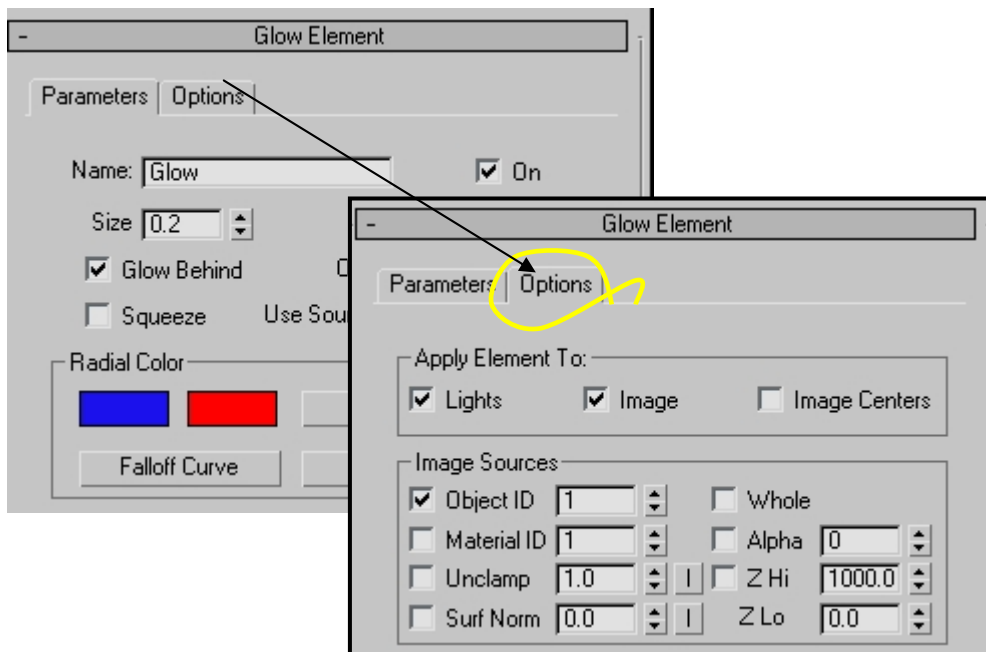 - Glow Element
Parameters Options
Name: Glow On
Size 0.2
Glow Behind
Squeeze Use Sou
Radial Color
Falloff Curve
- Glow Element
Parameters Options
Apply Element To:
Lights Image Image Centers
Image Sources
Object ID 1 Whole
Material ID 1 Alpha 0
Unclamp 1.0 I Z Hi 1000.0
Surf Norm 0.0 I Z Lo 0.0